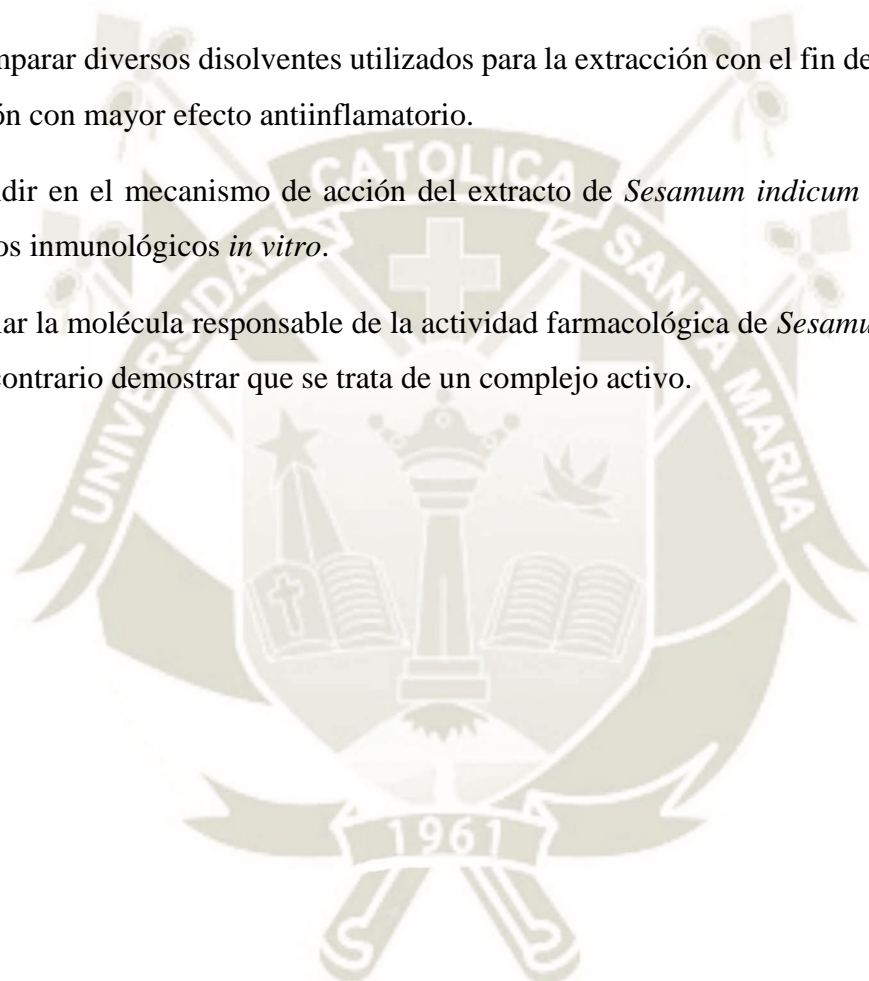 mparar diversos disolventes utilizados para la extracción con el fin de
ón con mayor efecto antiinflamatorio.
dir en el mecanismo de acción del extracto de Sesamum indicum
os inmunológicos in vitro.
lar la molécula responsable de la actividad farmacológica de Sesamu
contrario demostrar que se trata de un complejo activo.
UNIVERSIDAD CATOLICA SANTA MARIA
1961